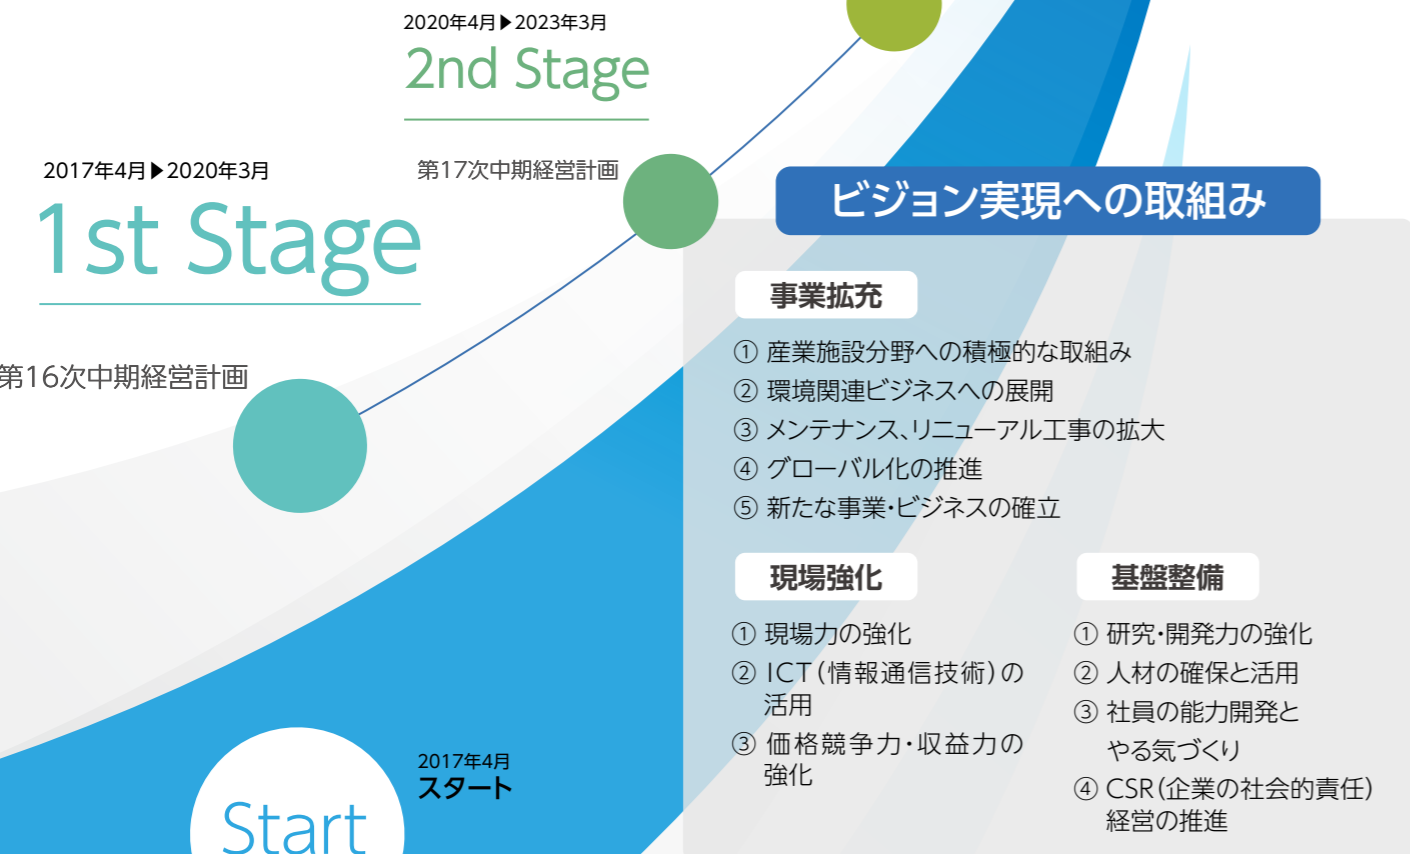 2020年4月▶2023年3月
2nd Stage
第17次中期経営計画
2017年4月▶2020年3月
1st Stage
第16次中期経営計画
2017年4月
スタート
Start
ビジョン実現への取組み
事業拡充
① 産業施設分野への積極的な取組み
② 環境関連ビジネスへの展開
③ メンテナンス、リニューアル工事の拡大
④ グローバル化の推進
⑤ 新たな事業・ビジネスの確立
現場強化
① 現場力の強化
② ICT(情報通信技術)の
活用
③ 価格競争力・収益力の
強化
基盤整備
① 研究・開発力の強化
② 人材の確保と活用
③ 社員の能力開発と
やる気づくり
④ CSR(企業の社会的責任)
経営の推進